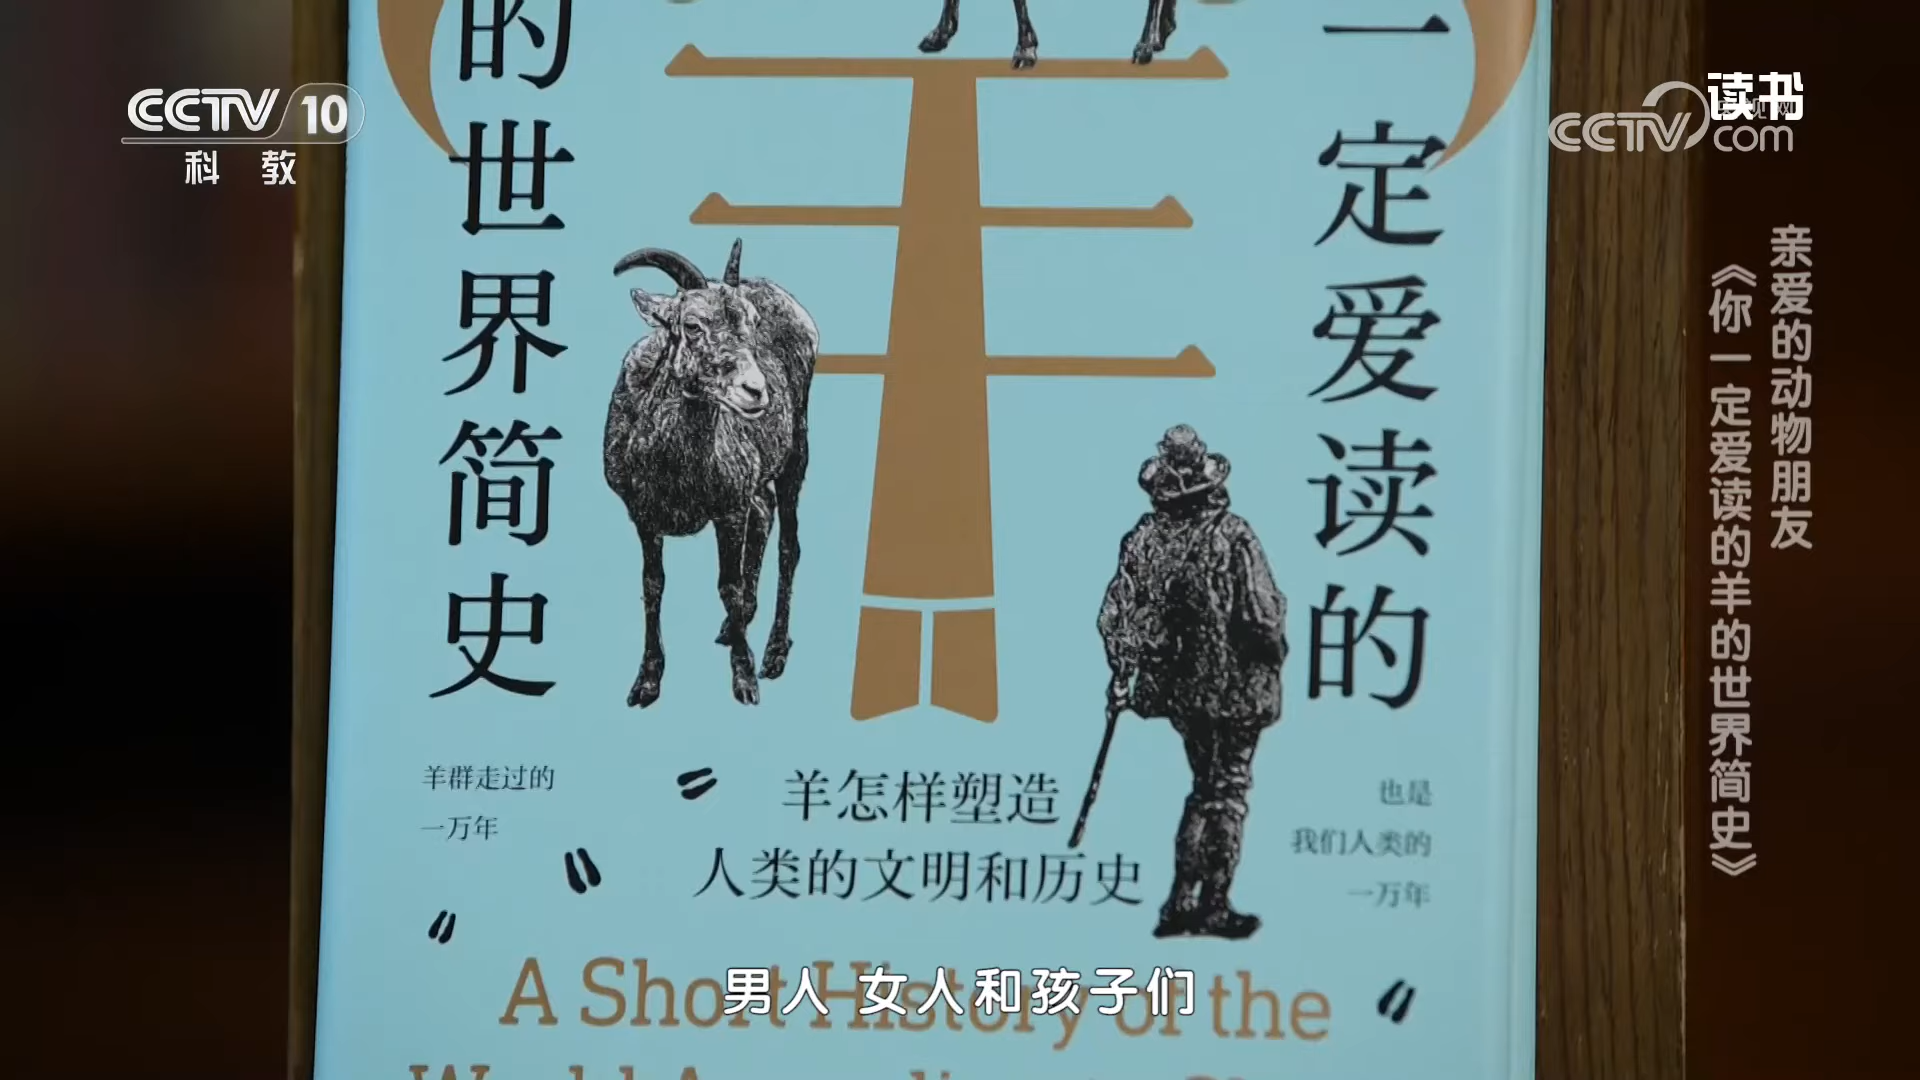 CCTV 10
科教
读书
CCTV.com
亲爱的动物朋友
《你一定爱读的羊的世界简史》
一定爱读的
的世界简史
羊
羊群走过的
一万年
羊怎样塑造
人类的文明和历史
也是
我们人类的
一万年
A Short History of the
男人 女人和孩子们